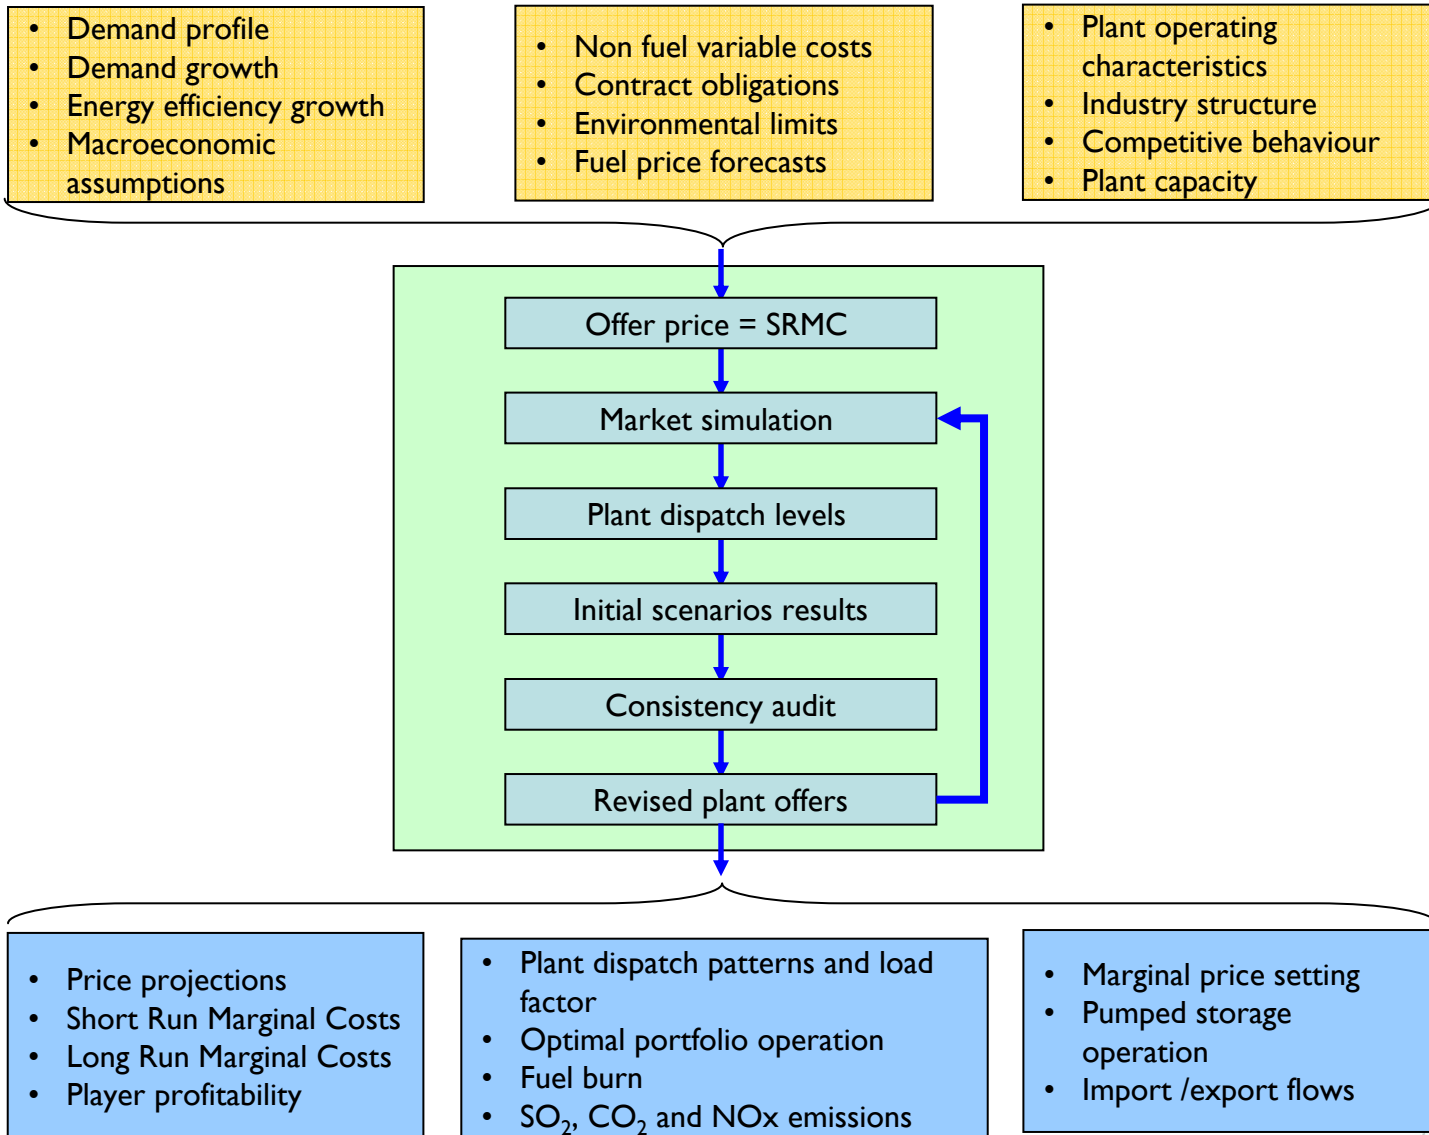 • Demand profile
• Demand growth
• Energy efficiency growth
• Macroeconomic
assumptions
• Non fuel variable costs
• Contract obligations
• Environmental limits
• Fuel price forecasts
• Plant operating
characteristics
• Industry structure
• Competitive behaviour
• Plant capacity
Offer price = SRMC
Market simulation
Plant dispatch levels
Initial scenarios results
Consistency audit
Revised plant offers
• Price projections
• Short Run Marginal Costs
• Long Run Marginal Costs
• Player profitability
• Plant dispatch patterns and load
factor
• Optimal portfolio operation
• Fuel burn
• SO₂, CO₂ and NOx emissions
• Marginal price setting
• Pumped storage
operation
• Import /export flows